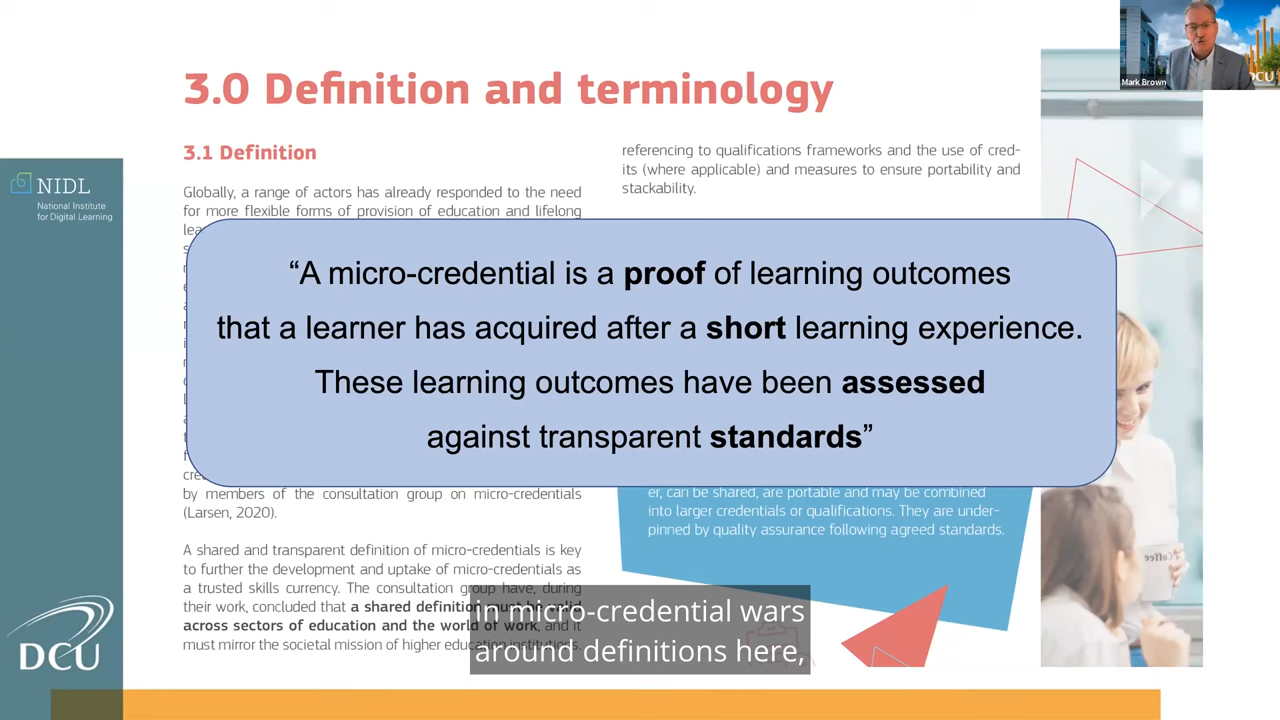 3.0 Definition and terminology
3.1 Definition
Globally, a range of actors has already responded to the need
for more flexible forms of provision of education and lifelong
by members of the consultation group on micro-credentials
(Larsen, 2020).
A shared and transparent definition of micro-credentials is key
to further the development and uptake of micro-credentials as
a trusted skills currency. The consultation group have, during
their work, concluded that a shared definition must be valid
across sectors of education and the world of work, and it
must mirror the societal mission of higher education institutions.
referencing to qualifications frameworks and the use of cred-
its (where applicable) and measures to ensure portability and
stackability.
“A micro-credential is a proof of learning outcomes
that a learner has acquired after a short learning experience.
These learning outcomes have been assessed
against transparent standards”
er, can be shared, are portable and may be combined
into larger credentials or qualifications. They are under-
pinned by quality assurance following agreed standards.
In micro-credential wars
around definitions here,
NIDL
National Institute
for Digital Learning
DCU
Mark Brown
DCU
Coffee